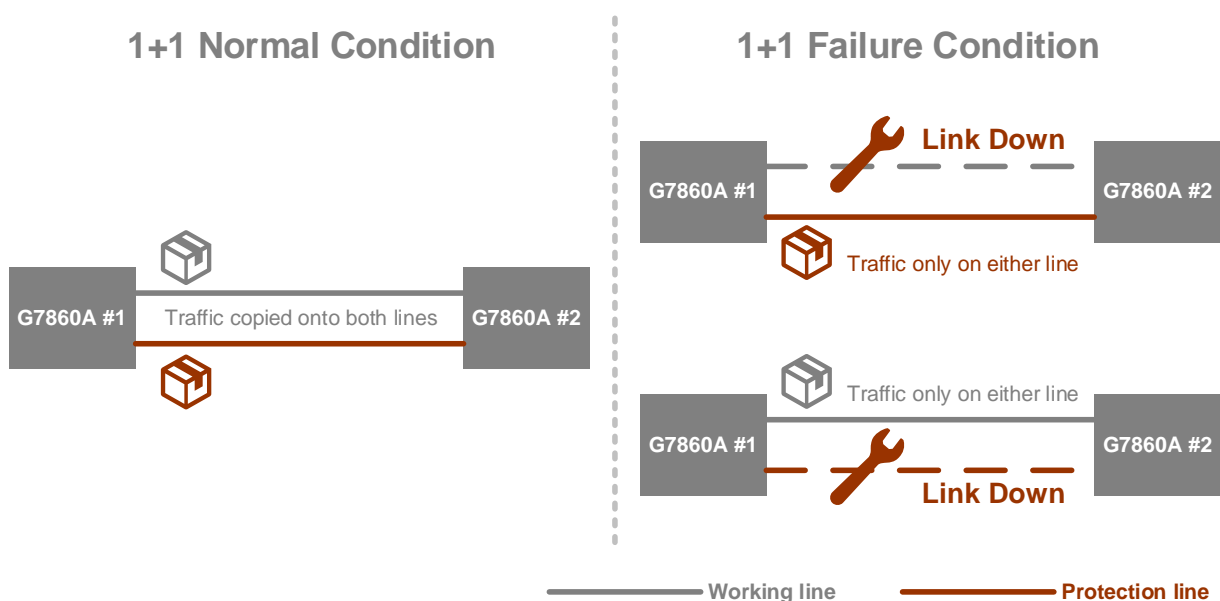 1+1 Normal Condition
G7860A #1
Traffic copied onto both lines
G7860A #2
1+1 Failure Condition
Link Down
G7860A #1
G7860A #2
Traffic only on either line
Traffic only on either line
G7860A #1
G7860A #2
Link Down
Working line
Protection line